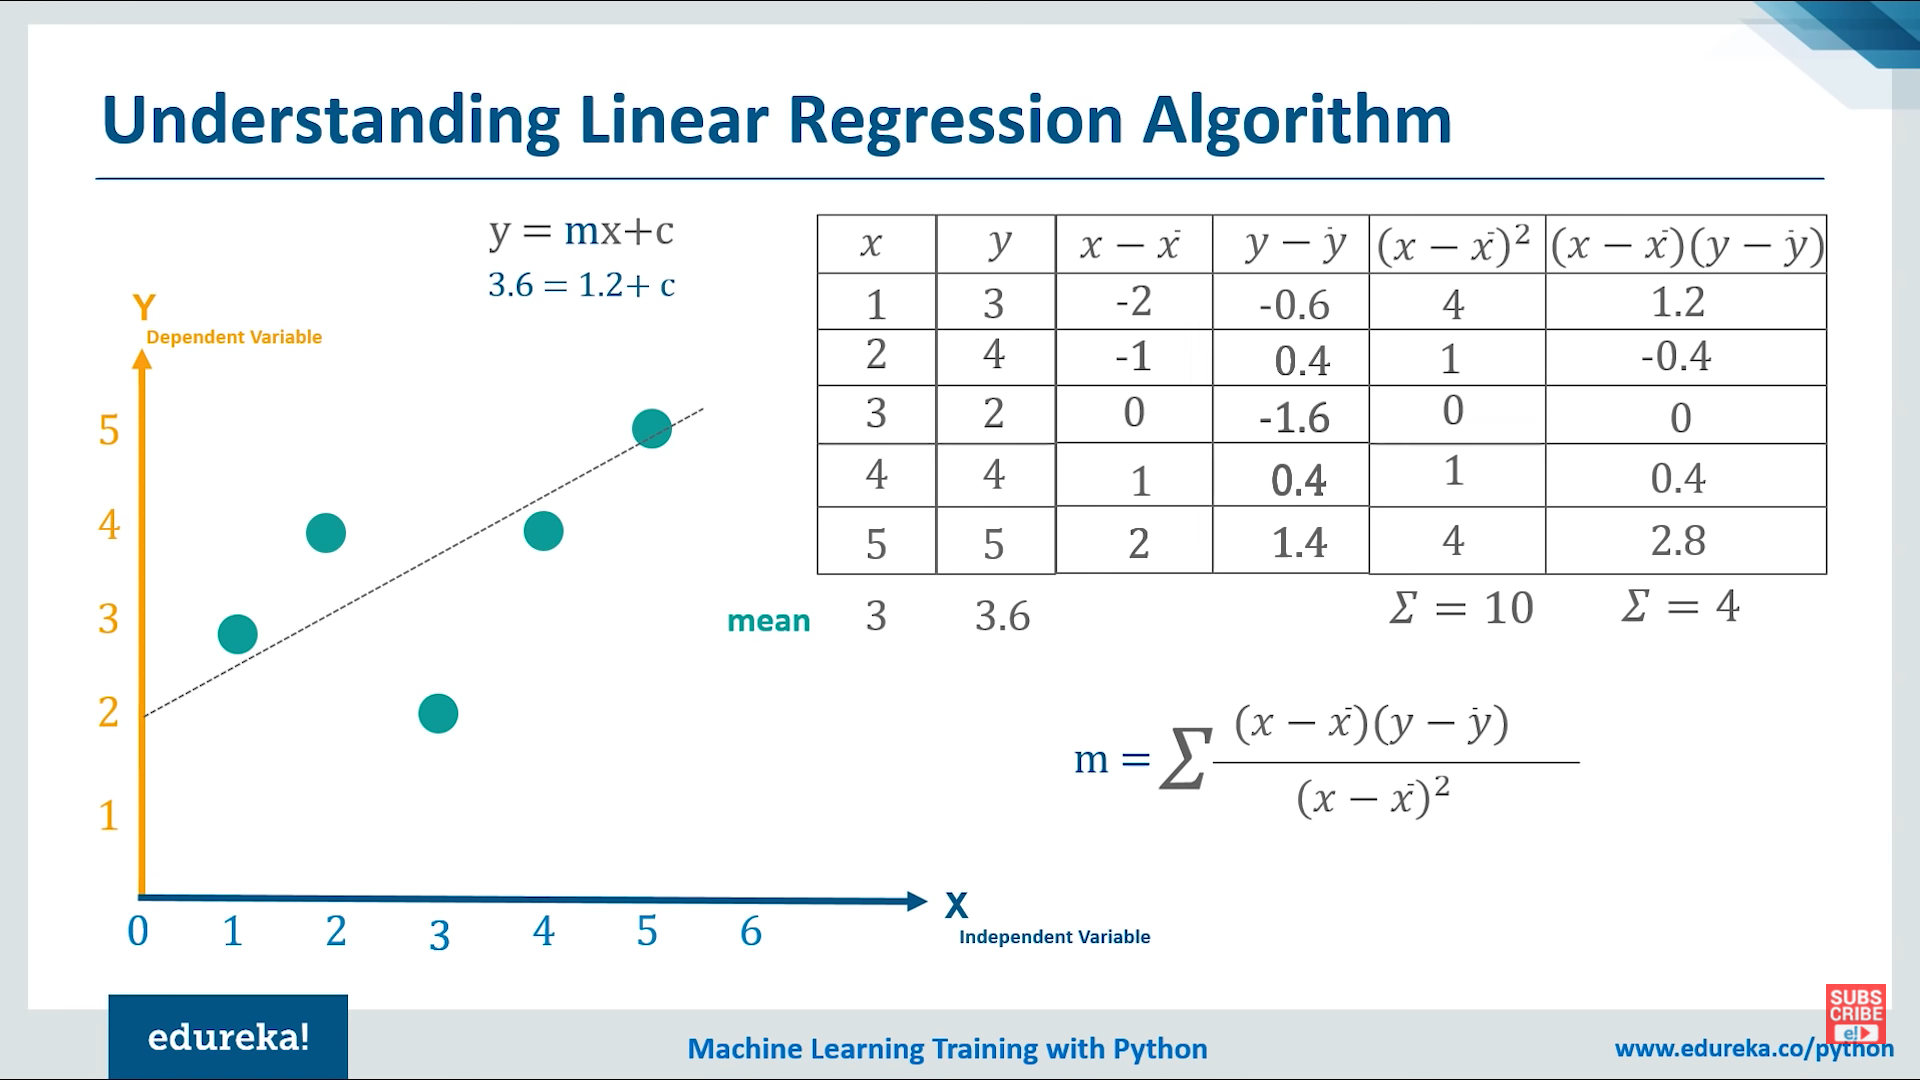 Understanding Linear Regression Algorithm
y = mx+c
3.6 = 1.2+ c
Y
Dependent Variable
5
4
3
2
1
0 1 2 3 4 5 6
X
Independent Variable
x y x − x̄ y − ȳ (x − x̄)² (x − x̄)(y − ȳ)
1 3 -2 -0.6 4 1.2
2 4 -1 0.4 1 -0.4
3 2 0 -1.6 0 0
4 4 1 0.4 1 0.4
5 5 2 1.4 4 2.8
mean 3 3.6 Σ = 10 Σ = 4
m = Σ (x − x̄)(y − ȳ)
(x − x̄)²
edureka!
Machine Learning Training with Python
SUBS
CRIBE
e!
www.edureka.co/python